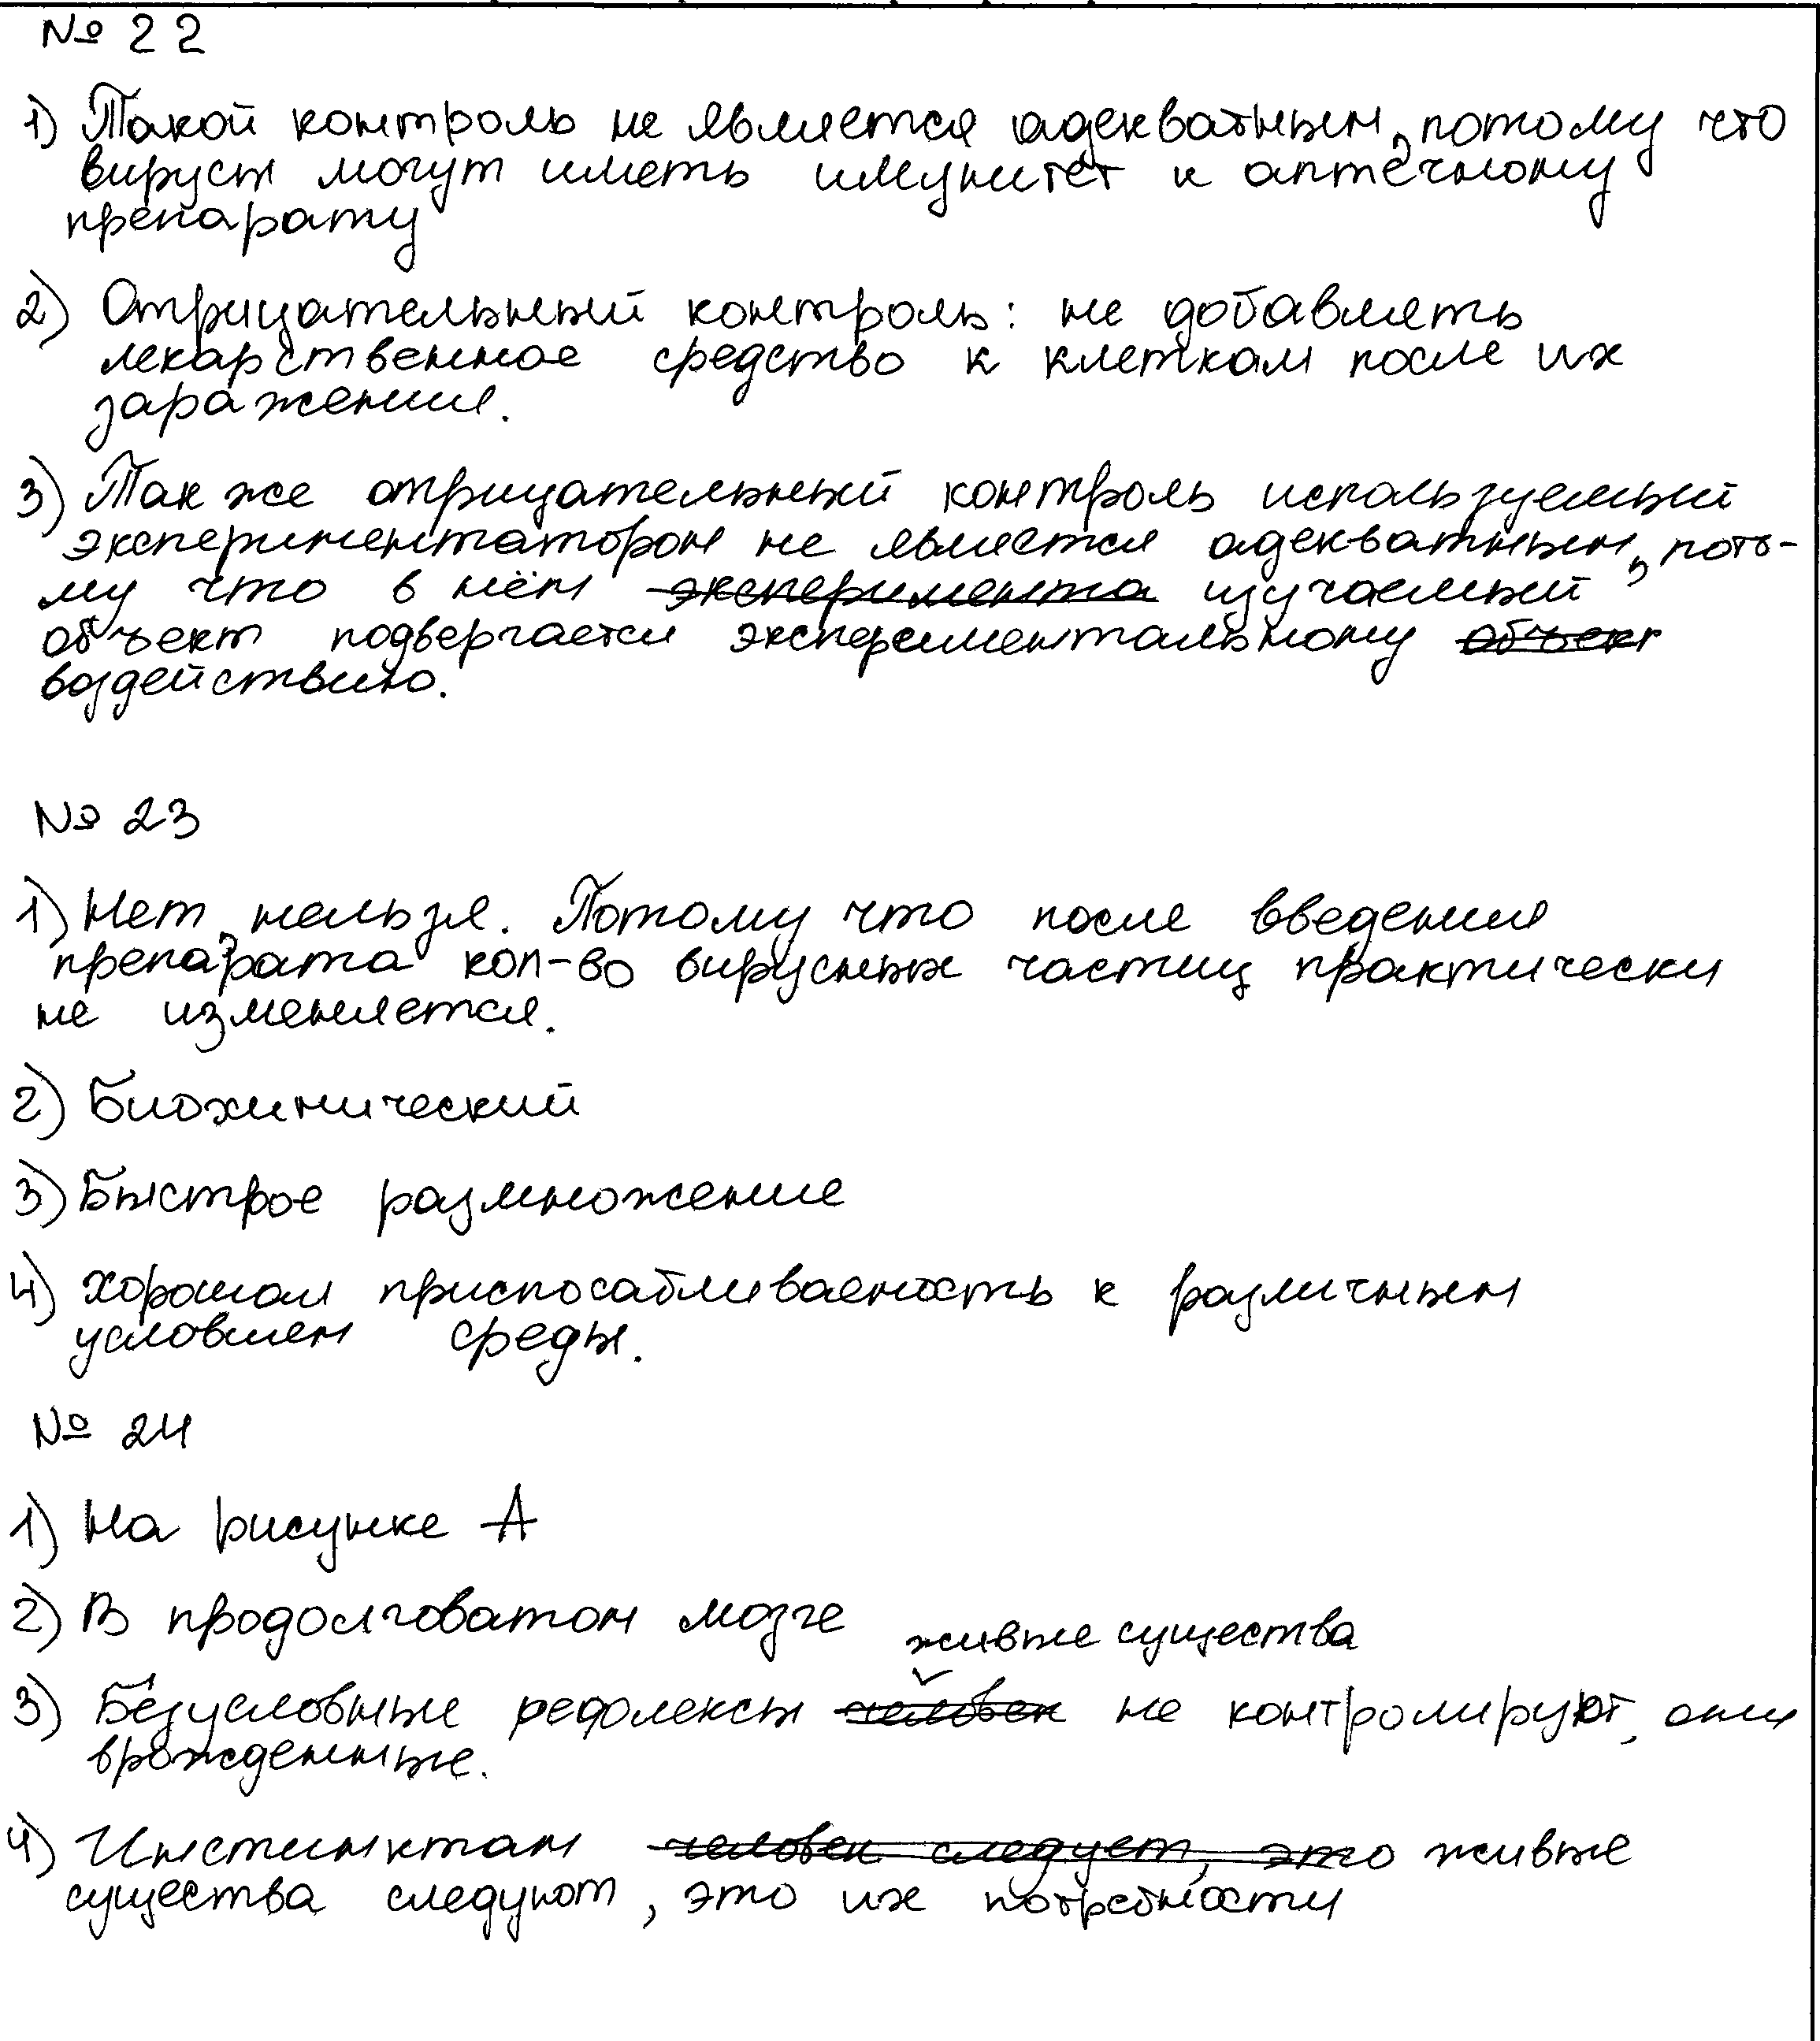 № 22
1) Такой контроль не является адекватным, потому что
вирусы могут иметь имунитет к аптечному
препарату
2) Отрицательный контроль: не добавлять
лекарственное средство к клеткам после их
заражения.
3) Так же отрицательный контроль используемый
экспериментатором не является адекватным, пото-
му что в нём эксперимента изучаемый
объект подвергается экспериментальному объект
воздействию.
№ 23
1) Нет, нельзя. Потому что после введения
препарата кол-во вирусных частиц практически
не изменяется.
2) Биохимический
3) Быстрое размножение
4) хорошая приспосабливаемость к различным
условием среды.
№ 24
1) На рисунке А
2) В продолговатом мозге
живые существа
3) Безусловные рефлексы человек не контролируют, они
врожденные.
4) Инстинктам человек следует, это живые
существа следуют, это их потребности